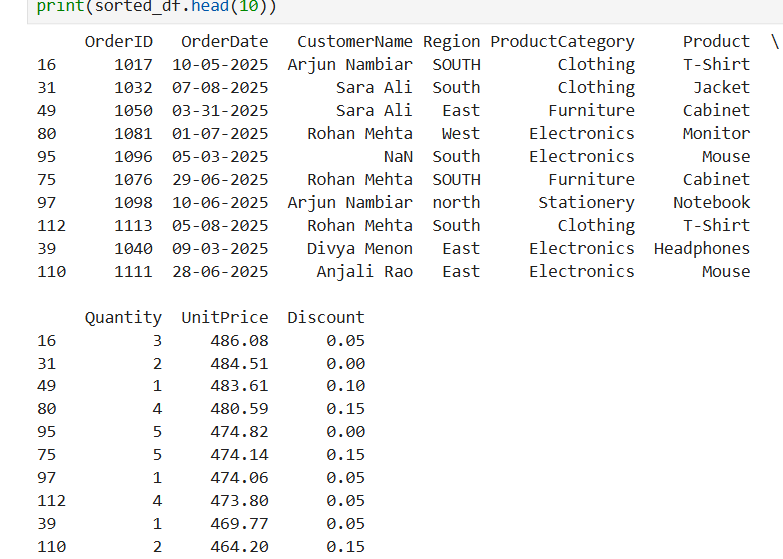 print(sorted_df.head(10))
OrderID OrderDate CustomerName Region ProductCategory Product \
16 1017 10-05-2025 Arjun Nambiar SOUTH Clothing T-Shirt
31 1032 07-08-2025 Sara Ali South Clothing Jacket
49 1050 03-31-2025 Sara Ali East Furniture Cabinet
80 1081 01-07-2025 Rohan Mehta West Electronics Monitor
95 1096 05-03-2025 NaN South Electronics Mouse
75 1076 29-06-2025 Rohan Mehta SOUTH Furniture Cabinet
97 1098 10-06-2025 Arjun Nambiar north Stationery Notebook
112 1113 05-08-2025 Rohan Mehta South Clothing T-Shirt
39 1040 09-03-2025 Divya Menon East Electronics Headphones
110 1111 28-06-2025 Anjali Rao East Electronics Mouse
Quantity UnitPrice Discount
16 3 486.08 0.05
31 2 484.51 0.00
49 1 483.61 0.10
80 4 480.59 0.15
95 5 474.82 0.00
75 5 474.14 0.15
97 1 474.06 0.05
112 4 473.80 0.05
39 1 469.77 0.05
110 2 464.20 0.15